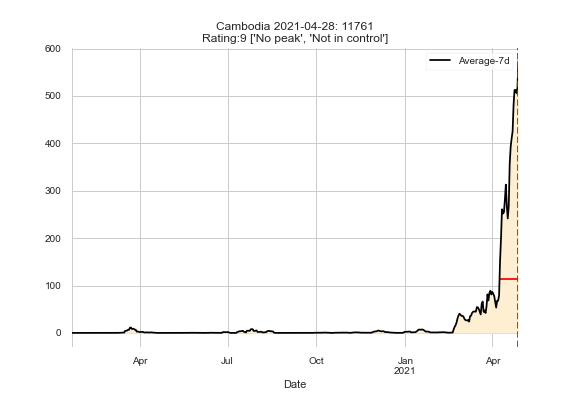 Cambodia 2021-04-28: 11761
Rating:9 ['No peak', 'Not in control']
Average-7d
600
500
400
300
200
100
0
Apr
Jul
Oct
Jan
2021
Apr
Date